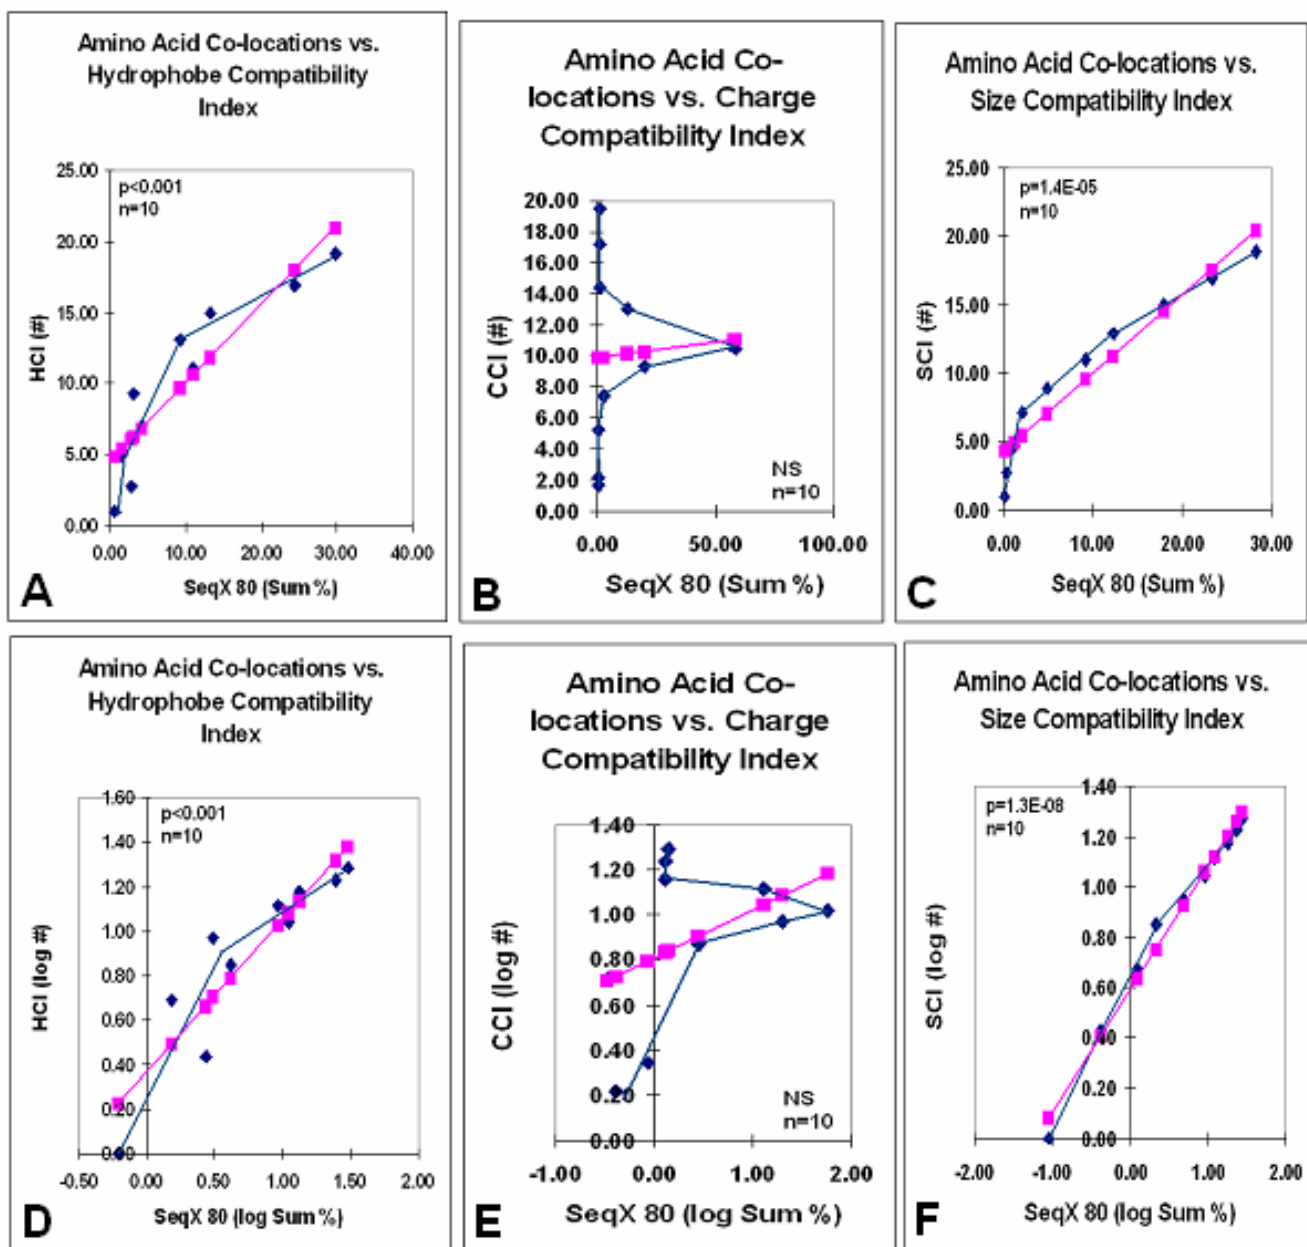 Amino Acid Co-locations vs.
Hydrophobe Compatibility
Index
25.00
20.00
15.00
10.00
5.00
0.00
p<0.001
n=10
HCI (#)
0.00 10.00 20.00 30.00 40.00
SeqX 80 (Sum %)
A
Amino Acid Co-
locations vs. Charge
Compatibility Index
20.00
18.00
16.00
14.00
12.00
10.00
8.00
6.00
4.00
2.00
0.00
CCI (#)
NS
n=10
0.00 50.00 100.00
SeqX 80 (Sum %)
B
Amino Acid Co-locations vs.
Size Compatibility Index
25.00
20.00
15.00
10.00
5.00
0.00
p=1.4E-05
n=10
SCI (#)
0.00 10.00 20.00 30.00
SeqX 80 (Sum %)
C
Amino Acid Co-locations vs.
Hydrophobe Compatibility
Index
1.60
1.40
1.20
1.00
0.80
0.60
0.40
0.20
0.00
p<0.001
n=10
HCI (log #)
-0.50 0.00 0.50 1.00 1.50 2.00
SeqX 80 (log Sum %)
D
Amino Acid Co-
locations vs. Charge
Compatibility Index
1.40
1.20
1.00
0.80
0.60
0.40
0.20
0.00
CCI (log #)
NS
n=10
-1.00 0.00 1.00 2.00
SeqX 80 (log Sum %)
E
Amino Acid Co-locations vs.
Size Compatibility Index
1.40
1.20
1.00
0.80
0.60
0.40
0.20
0.00
p=1.3E-08
n=10
SCI (log #)
-2.00 -1.00 0.00 1.00 2.00
SeqX 80 (log Sum %)
F